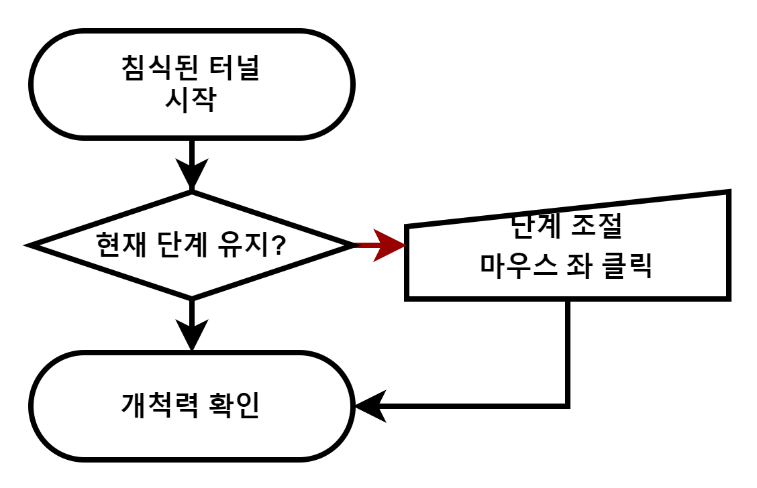 침식된 터널
시작
현재 단계 유지?
단계 조절
마우스 좌 클릭
개척력 확인